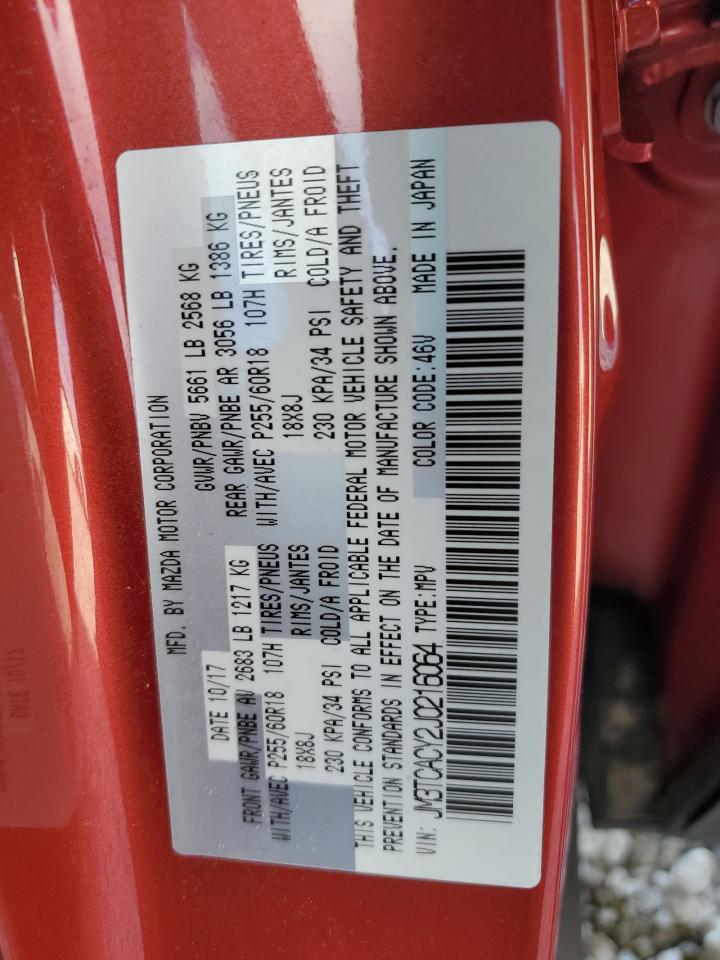 MFD. BY MAZDA MOTOR CORPORATION
DATE 10/17 GVWR/PNBV 5661 LB 2568 KG
FRONT GAWR/PNBE AV 2683 LB 1217 KG REAR GAWR/PNBE AR 3056 LB 1386 KG
WITH/AVEC P255/60R18 107H TIRES/PNEUS WITH/AVEC P255/60R18 107H TIRES/PNEUS
18X8J RIMS/JANTES 18X8J RIMS/JANTES
230 KPA/34 PSI COLD/A FROID 230 KPA/34 PSI COLD/A FROID
THIS VEHICLE CONFORMS TO ALL APPLICABLE FEDERAL MOTOR VEHICLE SAFETY AND THEFT
PREVENTION STANDARDS IN EFFECT ON THE DATE OF MANUFACTURE SHOWN ABOVE.
VIN: JM3TCACY2J0216064 TYPE:MPV COLOR CODE:46V MADE IN JAPAN